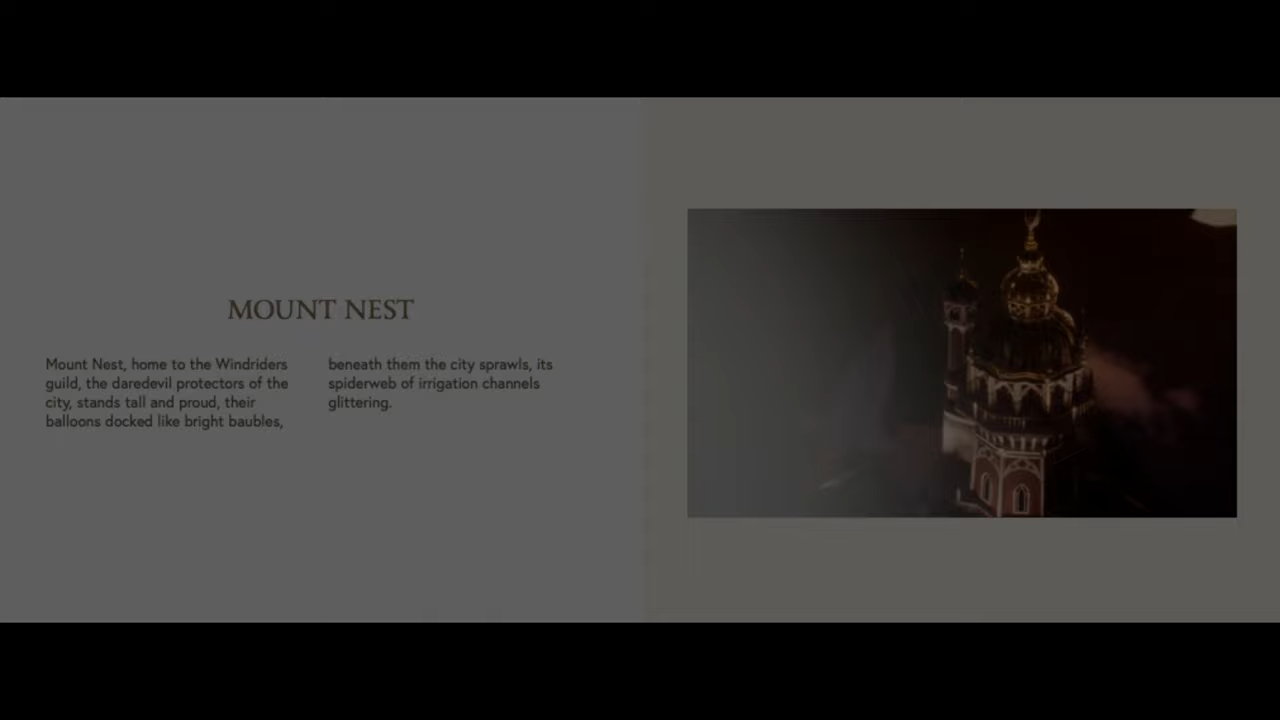 MOUNT NEST
Mount Nest, home to the Windriders
guild, the daredevil protectors of the
city, stands tall and proud, their
balloons docked like bright baubles,
beneath them the city sprawls, its
spiderweb of irrigation channels
glittering.